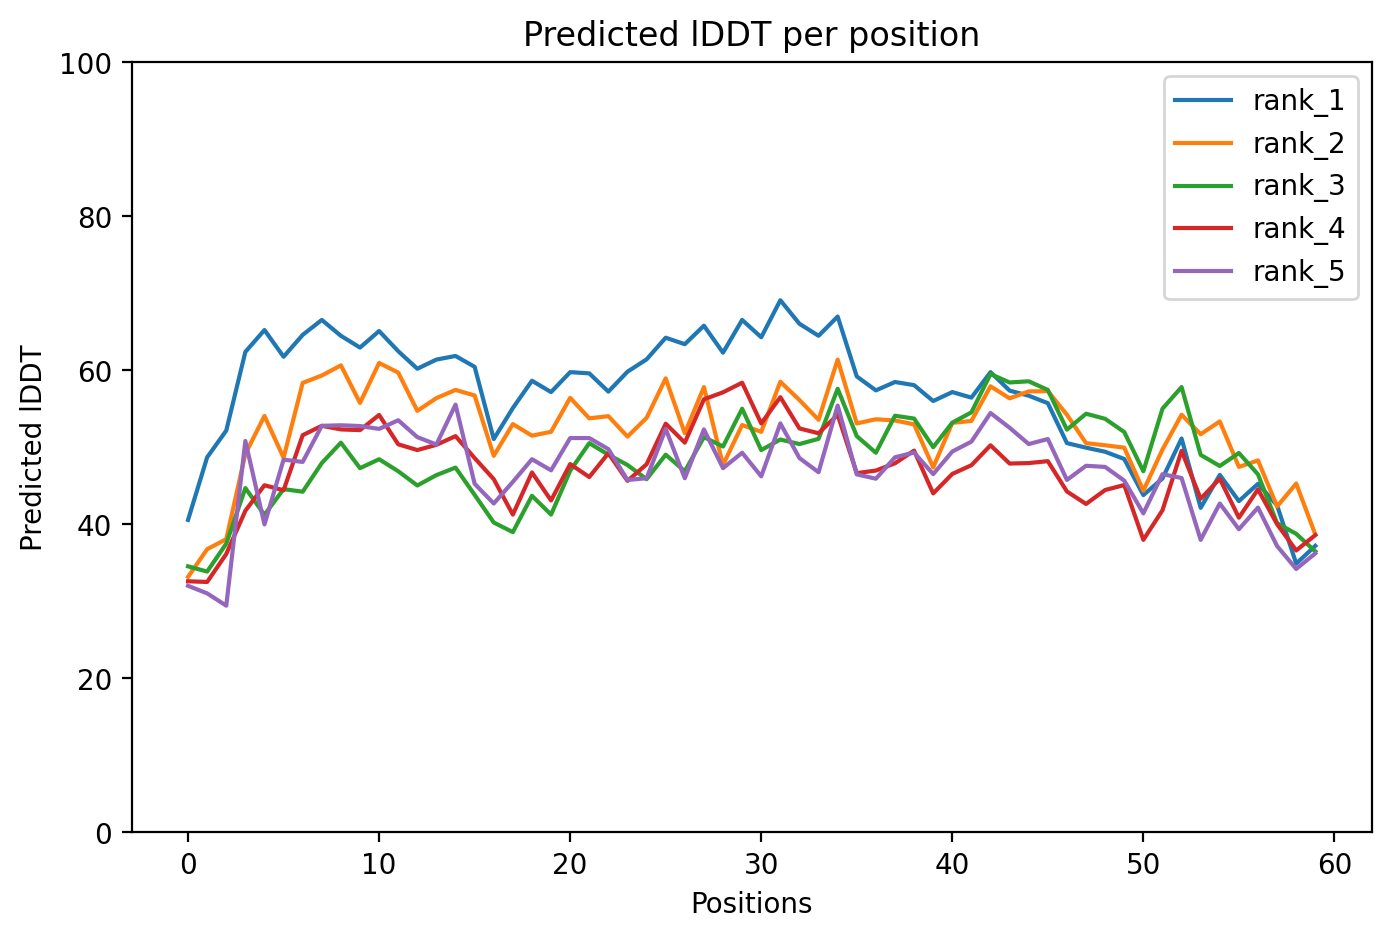 Predicted lDDT per position
100
80
60
40
20
0
Predicted lDDT
rank_1
rank_2
rank_3
rank_4
rank_5
0 10 20 30 40 50 60
Positions